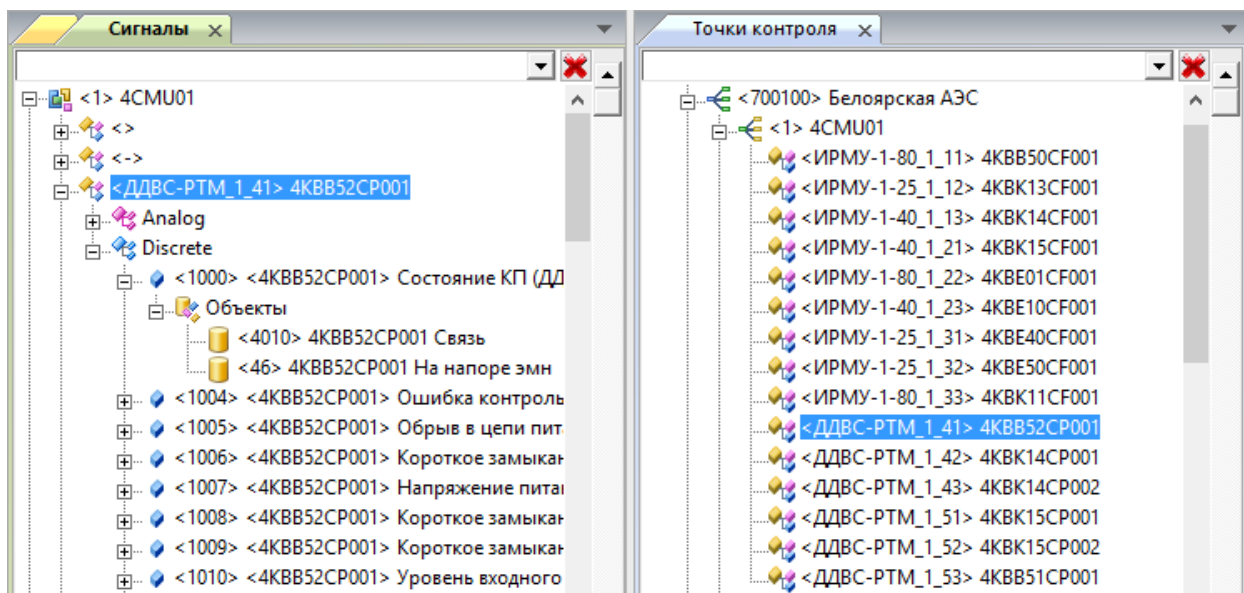 Сигналы
<1> 4CMU01
<>
<->
<ДДВС-РТМ_1_41> 4KBB52CP001
Analog
Discrete
<1000> <4KBB52CP001> Состояние КП (ДД
Объекты
<4010> 4KBB52CP001 Связь
<46> 4KBB52CP001 На напоре эмн
<1004> <4KBB52CP001> Ошибка контроль
<1005> <4KBB52CP001> Обрыв в цепи пит
<1006> <4KBB52CP001> Короткое замыкан
<1007> <4KBB52CP001> Напряжение питан
<1008> <4KBB52CP001> Короткое замыкан
<1009> <4KBB52CP001> Короткое замыкан
<1010> <4KBB52CP001> Уровень входного
Точки контроля
<700100> Белоярская АЭС
<1> 4CMU01
<ИРМУ-1-80_1_11> 4KBB50CF001
<ИРМУ-1-25_1_12> 4KBK13CF001
<ИРМУ-1-40_1_13> 4KBK14CF001
<ИРМУ-1-40_1_21> 4KBK15CF001
<ИРМУ-1-80_1_22> 4KBE01CF001
<ИРМУ-1-40_1_23> 4KBE10CF001
<ИРМУ-1-25_1_31> 4KBE40CF001
<ИРМУ-1-25_1_32> 4KBE50CF001
<ИРМУ-1-80_1_33> 4KBK11CF001
<ДДВС-РТМ_1_41> 4KBB52CP001
<ДДВС-РТМ_1_42> 4KBK14CP001
<ДДВС-РТМ_1_43> 4KBK14CP002
<ДДВС-РТМ_1_51> 4KBK15CP001
<ДДВС-РТМ_1_52> 4KBK15CP002
<ДДВС-РТМ_1_53> 4KBB51CP001